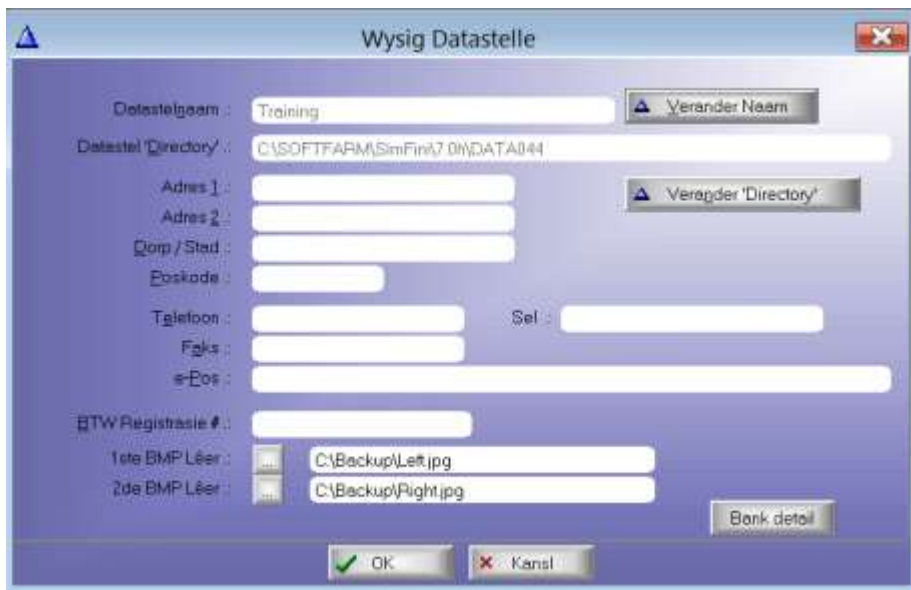 Wysig Datastelle
Datastelnaam : Training Verander Naam
Datastel 'Directory' .: C:\SOFTFARM\SimFin\7.0h\DATA044
Adres 1 .: Verander 'Directory'
Adres 2 .:
Dorp / Stad :
Poskode :
Telefoon : Sel :
Faks .:
e-Pos :
BTW Registrasie # .:
1ste BMP Lêer : ... C:\Backup\Left.jpg
2de BMP Lêer : ... C:\Backup\Right.jpg
Bank detail
OK Kansl